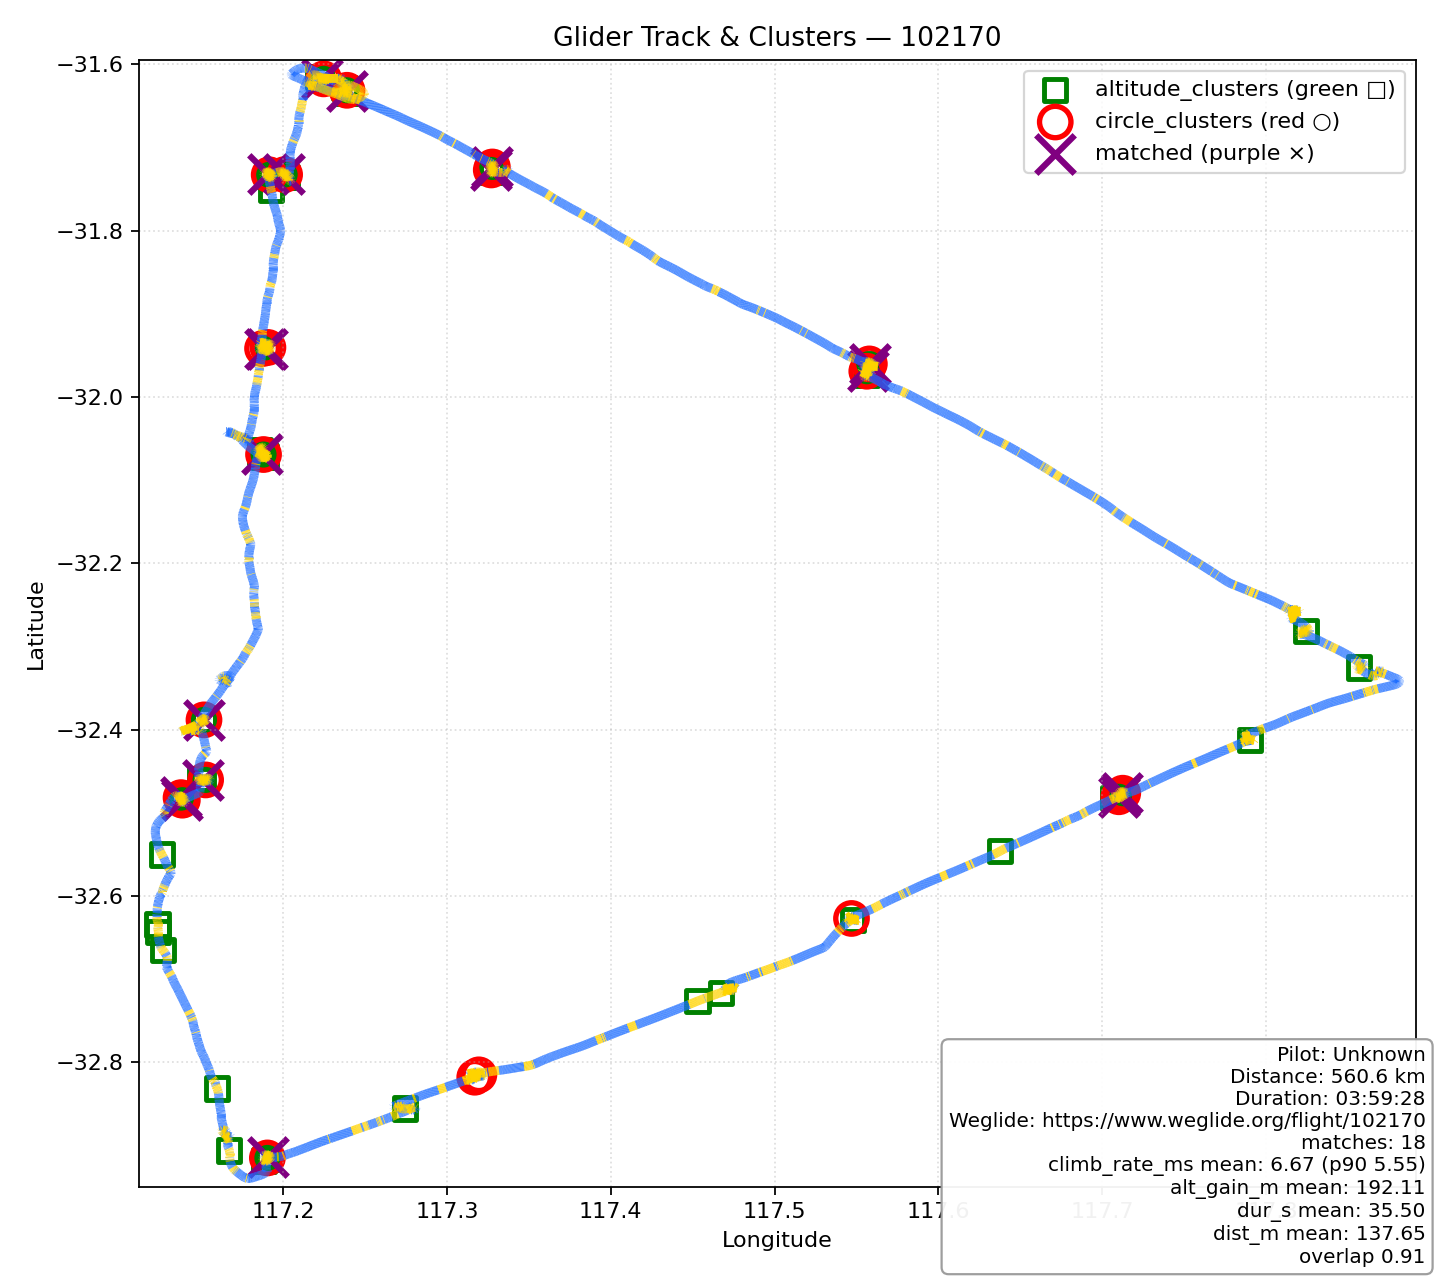 Glider Track & Clusters — 102170
altitude_clusters (green □)
circle_clusters (red ○)
matched (purple ×)
−31.6
−31.8
−32.0
−32.2
−32.4
−32.6
−32.8
Latitude
117.2
117.3
117.4
117.5
117.6
117.7
Longitude
Pilot: Unknown
Distance: 560.6 km
Duration: 03:59:28
Weglide: https://www.weglide.org/flight/102170
matches: 18
climb_rate_ms mean: 6.67 (p90 5.55)
alt_gain_m mean: 192.11
dur_s mean: 35.50
dist_m mean: 137.65
overlap 0.91